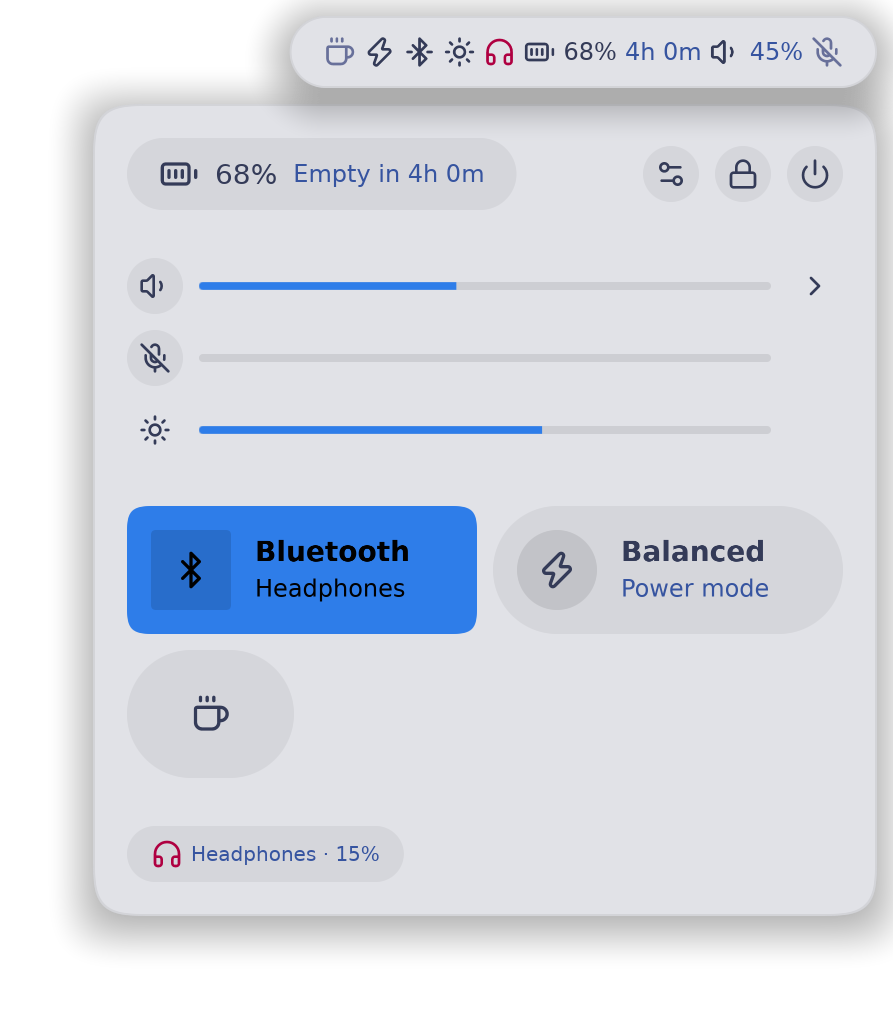 68% 4h 0m 45%
68% Empty in 4h 0m
Bluetooth
Headphones
Balanced
Power mode
Headphones · 15%